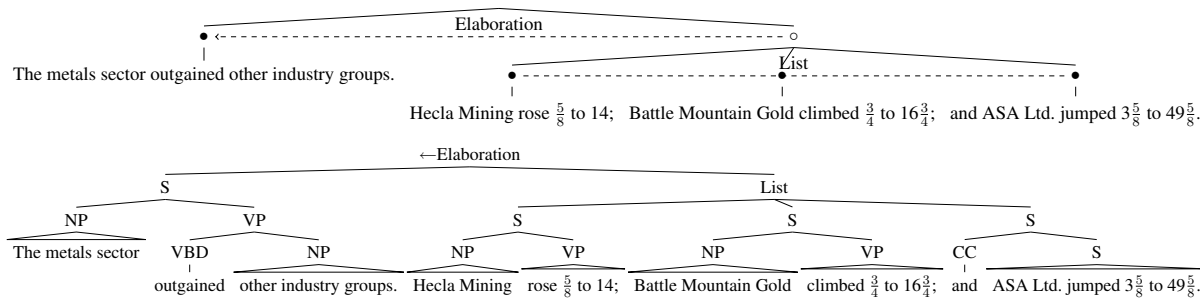 Elaboration
The metals sector outgained other industry groups.
List
Hecla Mining rose 5/8 to 14; Battle Mountain Gold climbed 3/4 to 16 3/4; and ASA Ltd. jumped 3 5/8 to 49 5/8.
←Elaboration
S List
NP VP S S S
The metals sector VBD NP NP VP NP VP CC S
outgained other industry groups. Hecla Mining rose 5/8 to 14; Battle Mountain Gold climbed 3/4 to 16 3/4; and ASA Ltd. jumped 3 5/8 to 49 5/8.